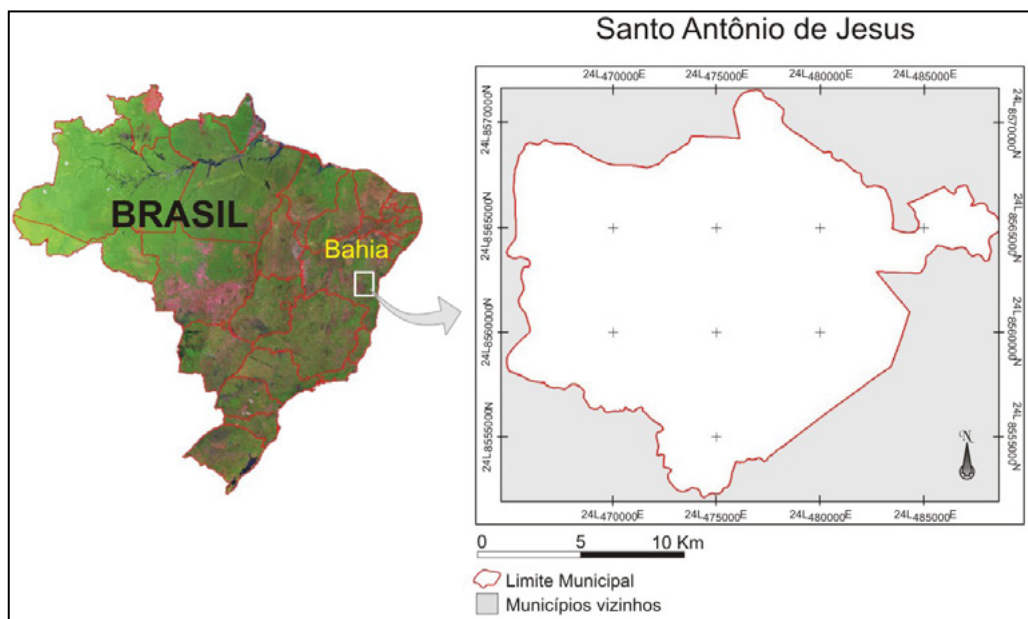 Santo Antônio de Jesus
BRASIL
Bahia
24L470000E
24L475000E
24L480000E
24L485000E
24L8570000N
24L8565000N
24L8560000N
24L8555000N
24L8570000N
24L8565000N
24L8560000N
24L8555000N
N
24L470000E
24L475000E
24L480000E
24L485000E
0 5 10 Km
Limite Municipal
Municípios vizinhos